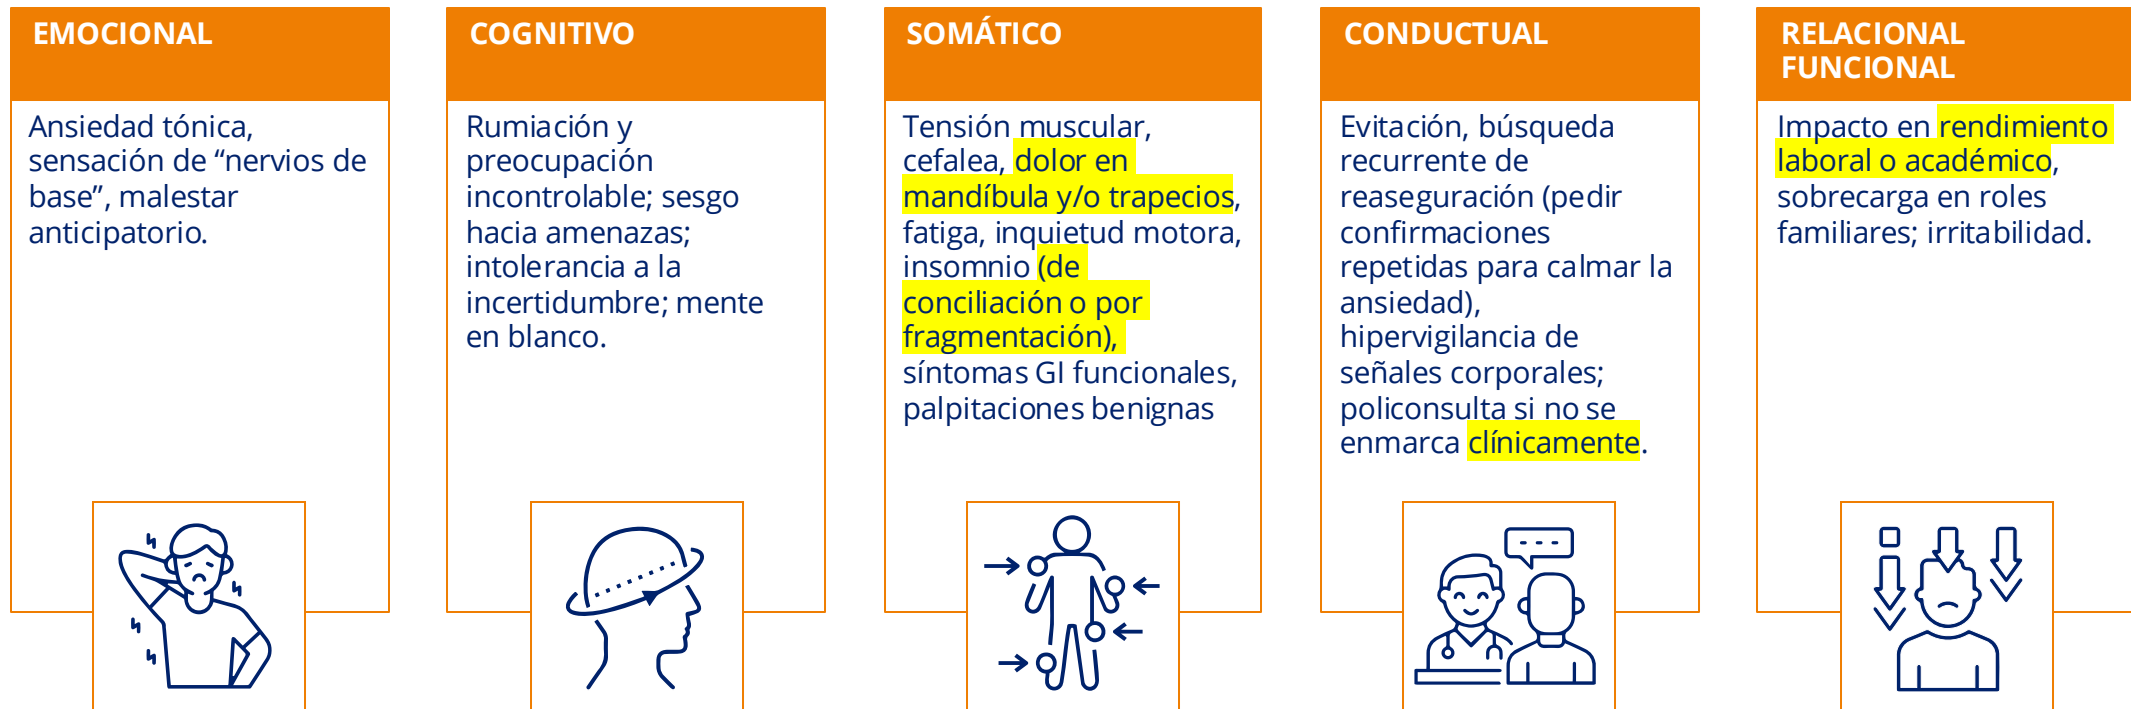 EMOCIONAL
Ansiedad tónica,
sensación de “nervios de
base”, malestar
anticipatorio.
COGNITIVO
Rumiación y
preocupación
incontrolable; sesgo
hacia amenazas;
intolerancia a la
incertidumbre; mente
en blanco.
SOMÁTICO
Tensión muscular,
cefalea, dolor en
mandíbula y/o trapecios,
fatiga, inquietud motora,
insomnio (de
conciliación o por
fragmentación),
síntomas GI funcionales,
palpitaciones benignas
CONDUCTUAL
Evitación, búsqueda
recurrente de
reaseguración (pedir
confirmaciones
repetidas para calmar la
ansiedad),
hipervigilancia de
señales corporales;
policonsulta si no se
enmarca clínicamente.
RELACIONAL
FUNCIONAL
Impacto en rendimiento
laboral o académico,
sobrecarga en roles
familiares; irritabilidad.